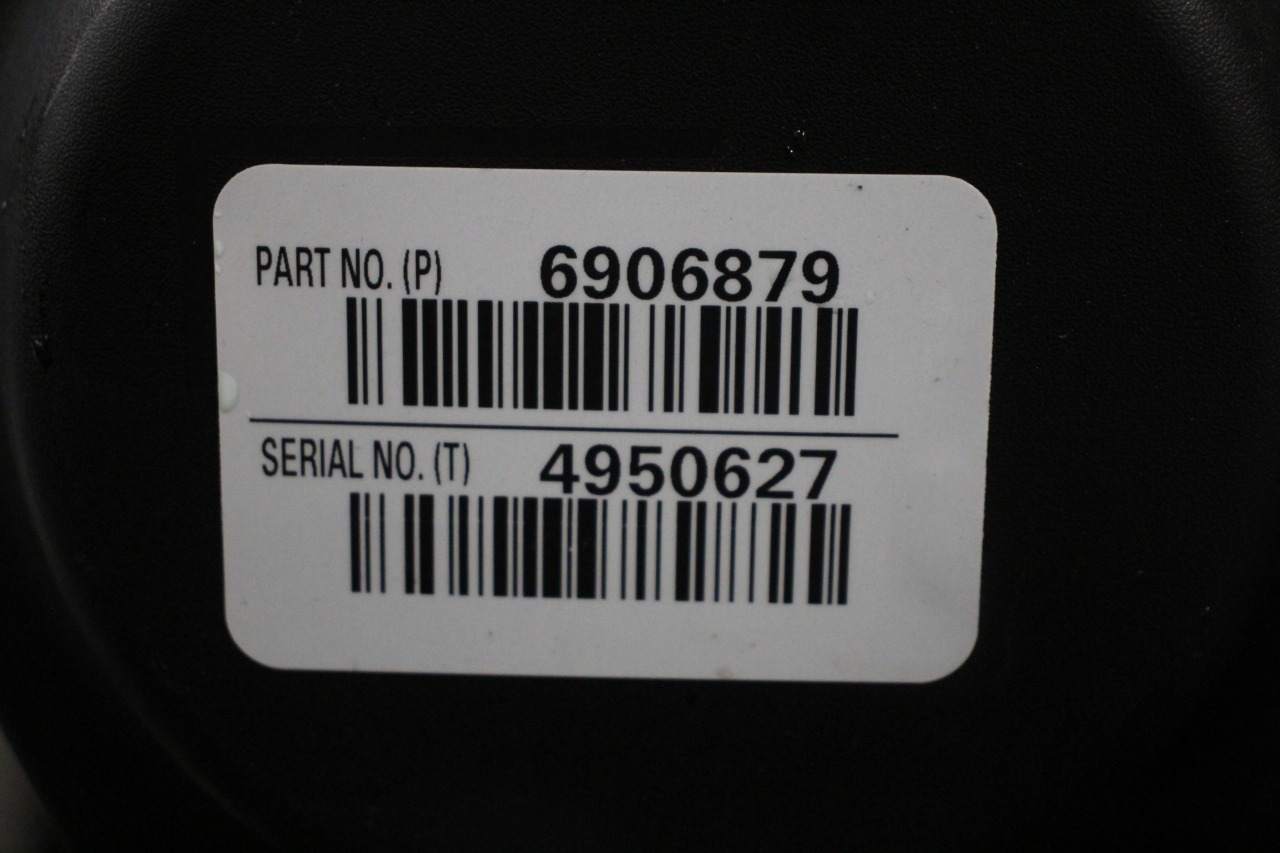 PART NO. (P) 6906879
SERIAL NO. (T) 4950627